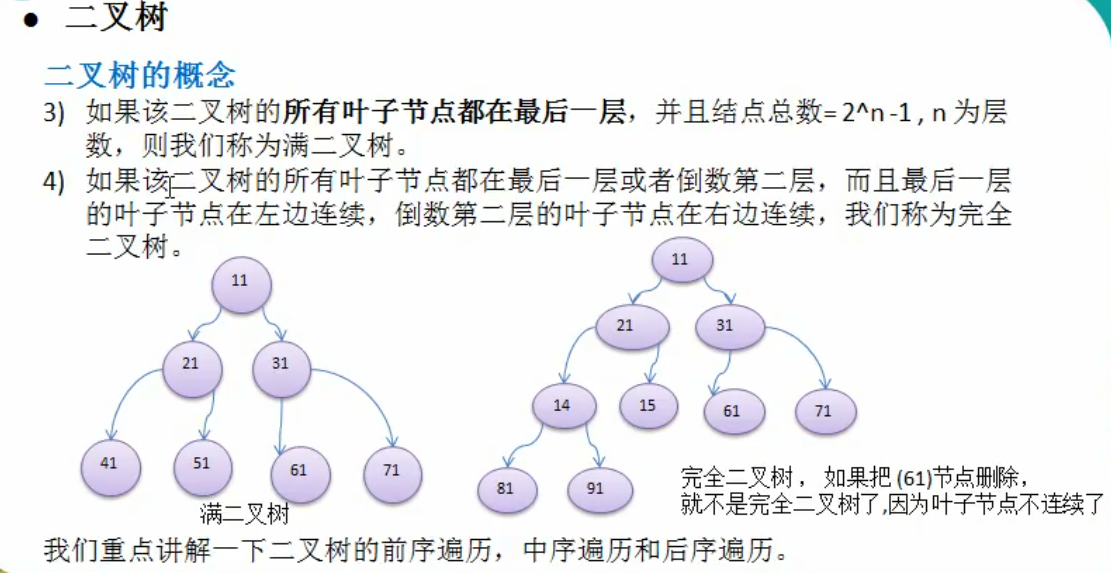 ● 二叉树
二叉树的概念
3) 如果该二叉树的所有叶子节点都在最后一层，并且结点总数= 2^n -1 , n 为层
数，则我们称为满二叉树。
4) 如果该二叉树的所有叶子节点都在最后一层或者倒数第二层，而且最后一层
的叶子节点在左边连续，倒数第二层的叶子节点在右边连续，我们称为完全
二叉树。
11
21 31
41 51 61 71
满二叉树
11
21 31
14 15 61 71
81 91
完全二叉树， 如果把 (61)节点删除，
就不是完全二叉树了,因为叶子节点不连续了
我们重点讲解一下二叉树的前序遍历，中序遍历和后序遍历。